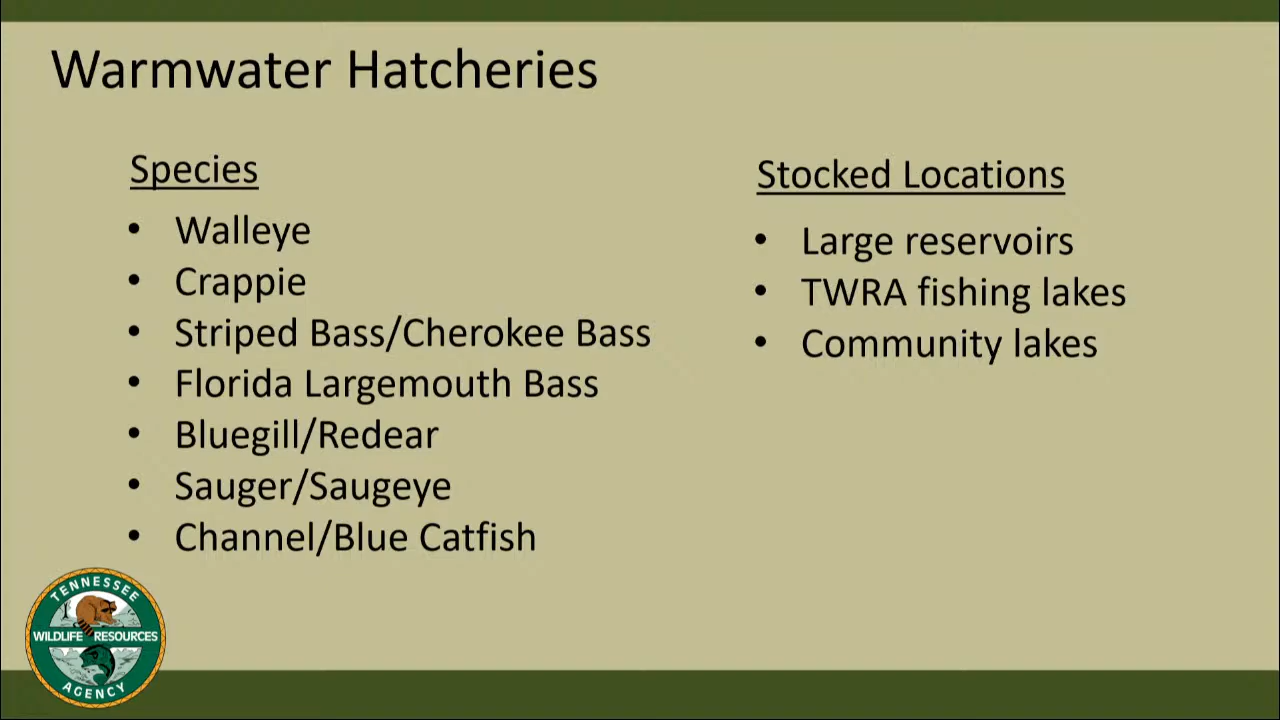 Warmwater Hatcheries
Species
• Walleye
• Crappie
• Striped Bass/Cherokee Bass
• Florida Largemouth Bass
• Bluegill/Redear
• Sauger/Saugeye
• Channel/Blue Catfish
Stocked Locations
• Large reservoirs
• TWRA fishing lakes
• Community lakes
TENNESSEE
WILDLIFE RESOURCES
AGENCY